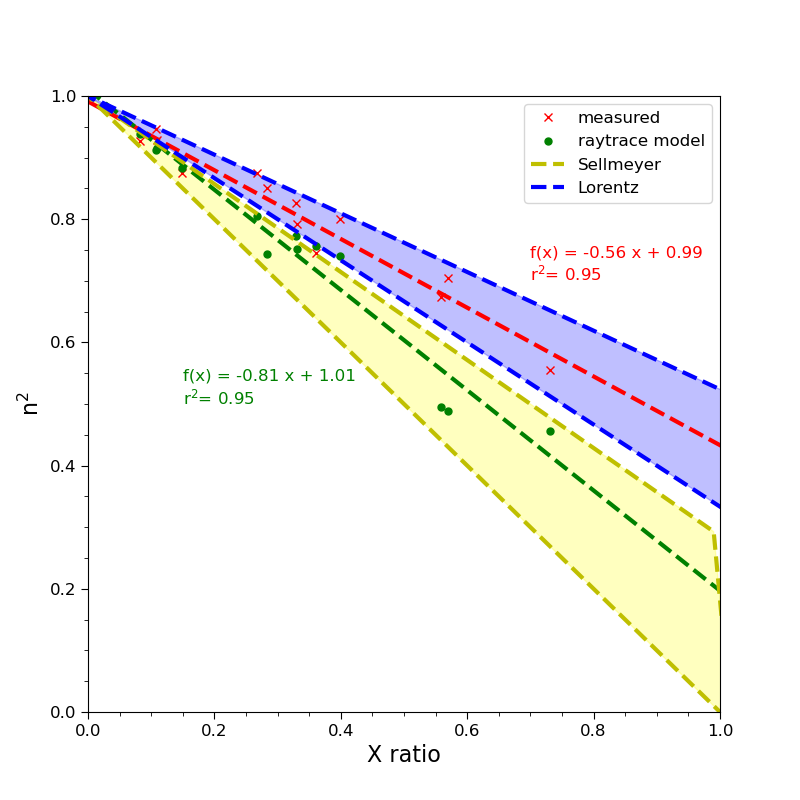 measured
raytrace model
Sellmeyer
Lorentz
f(x) = -0.56 x + 0.99
r²= 0.95
f(x) = -0.81 x + 1.01
r²= 0.95
n²
1.0
0.8
0.6
0.4
0.2
0.0
0.0 0.2 0.4 0.6 0.8 1.0
X ratio